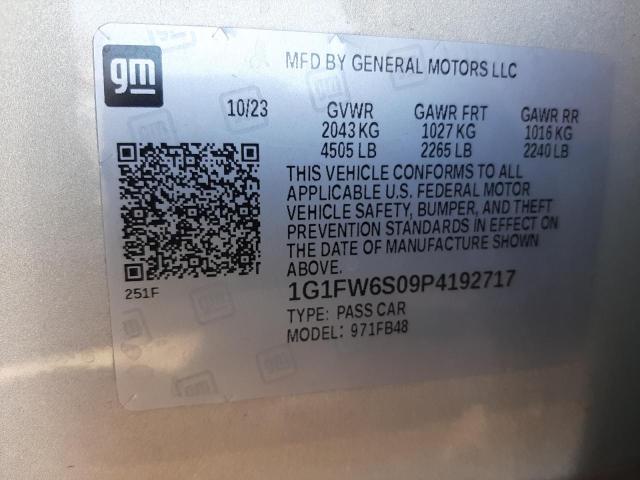 gm
MFD BY GENERAL MOTORS LLC
10/23 GVWR GAWR FRT GAWR RR
2043 KG 1027 KG 1016 KG
4505 LB 2265 LB 2240 LB
THIS VEHICLE CONFORMS TO ALL
APPLICABLE U.S. FEDERAL MOTOR
VEHICLE SAFETY, BUMPER, AND THEFT
PREVENTION STANDARDS IN EFFECT ON
THE DATE OF MANUFACTURE SHOWN
ABOVE.
251F
1G1FW6S09P4192717
TYPE: PASS CAR
MODEL: 971FB48